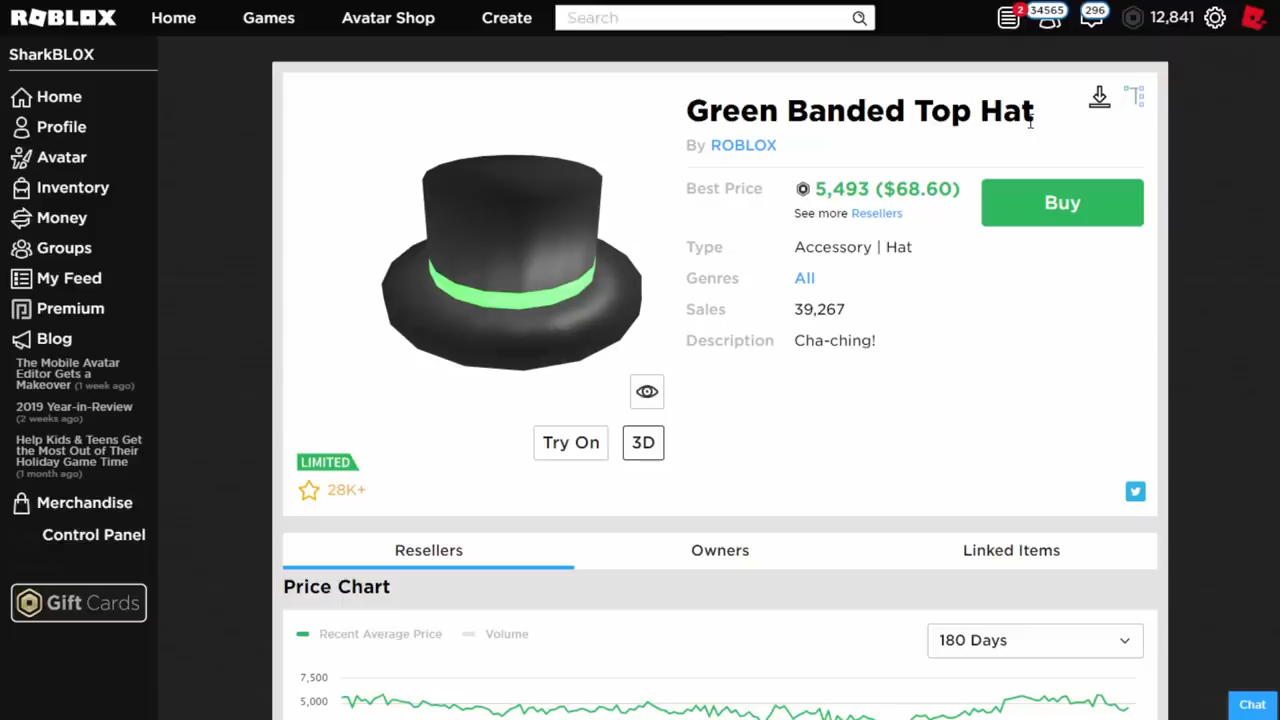 ROBLOX Home Games Avatar Shop Create Search 2 34565 296 12,841
SharkBL0X
Home
Profile
Avatar
Inventory
Money
Groups
My Feed
Premium
Blog
The Mobile Avatar
Editor Gets a
Makeover (1 week ago)
2019 Year-in-Review
(2 weeks ago)
Help Kids & Teens Get
the Most Out of Their
Holiday Game Time
(1 month ago)
Merchandise
Control Panel
Gift Cards
Green Banded Top Hat
By ROBLOX
Best Price 5,493 ($68.60) Buy
See more Resellers
Type Accessory | Hat
Genres All
Sales 39,267
Description Cha-ching!
Try On 3D
LIMITED
28K+
Resellers Owners Linked Items
Price Chart
Recent Average Price Volume 180 Days
7,500
5,000
Chat